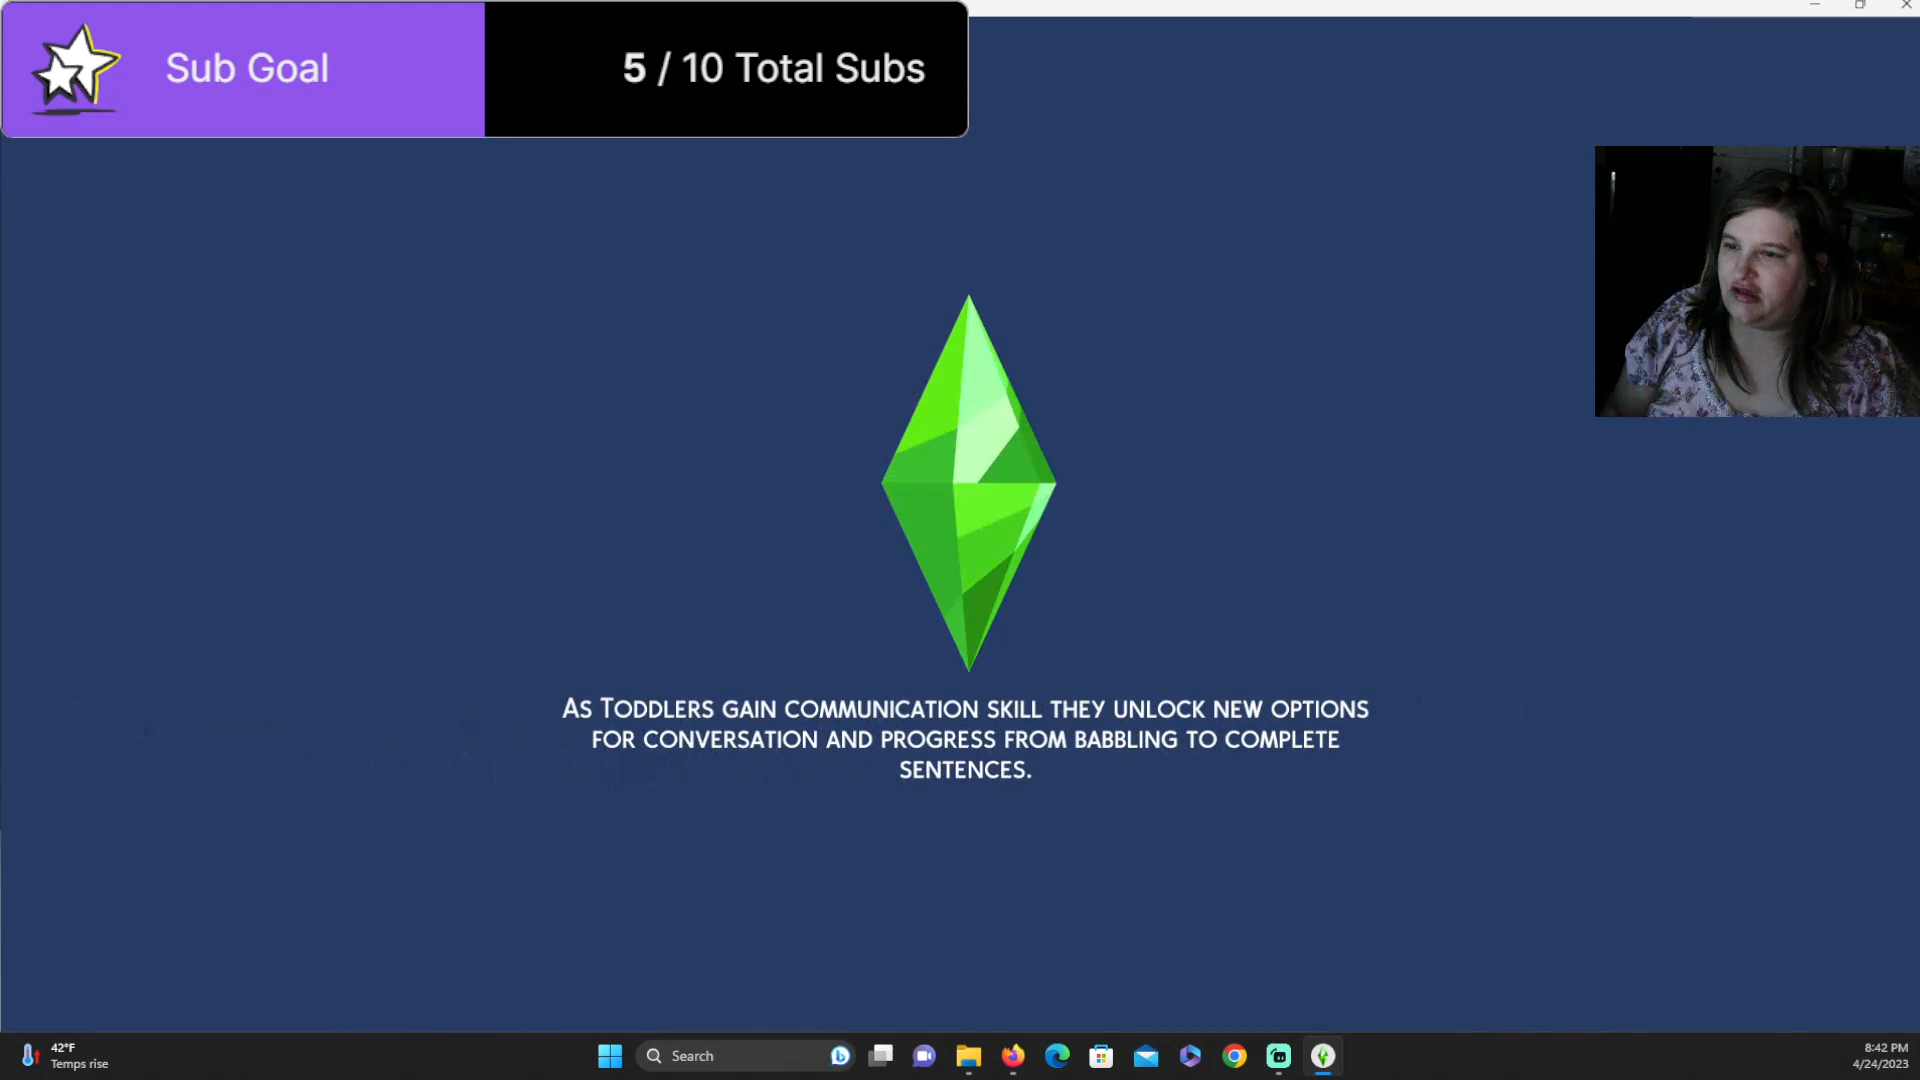 Sub Goal
5 / 10 Total Subs
AS TODDLERS GAIN COMMUNICATION SKILL THEY UNLOCK NEW OPTIONS
FOR CONVERSATION AND PROGRESS FROM BABBLING TO COMPLETE
SENTENCES.
42°F
Temps rise
Search
8:42 PM
4/24/2023